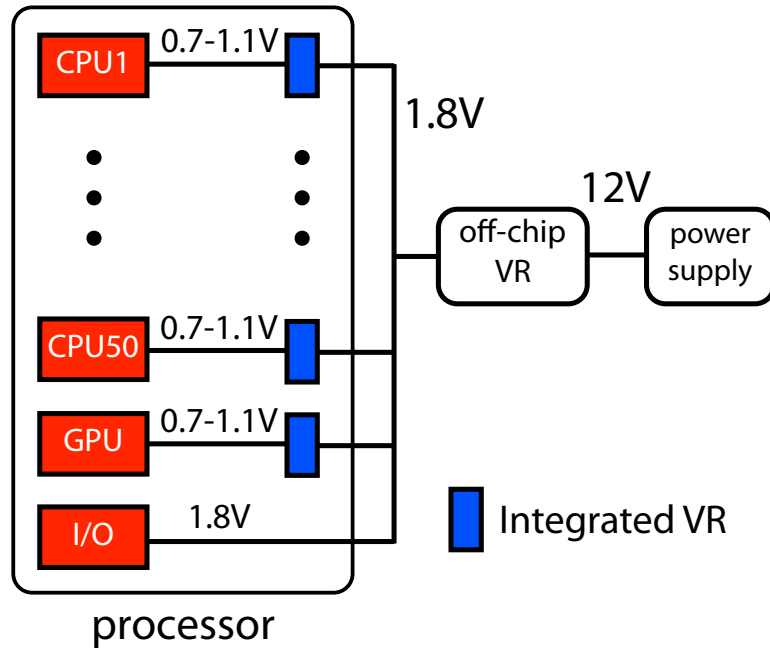 CPU1
0.7-1.1V
1.8V
12V
off-chip
VR
power
supply
CPU50
0.7-1.1V
GPU
0.7-1.1V
I/O
1.8V
Integrated VR
processor